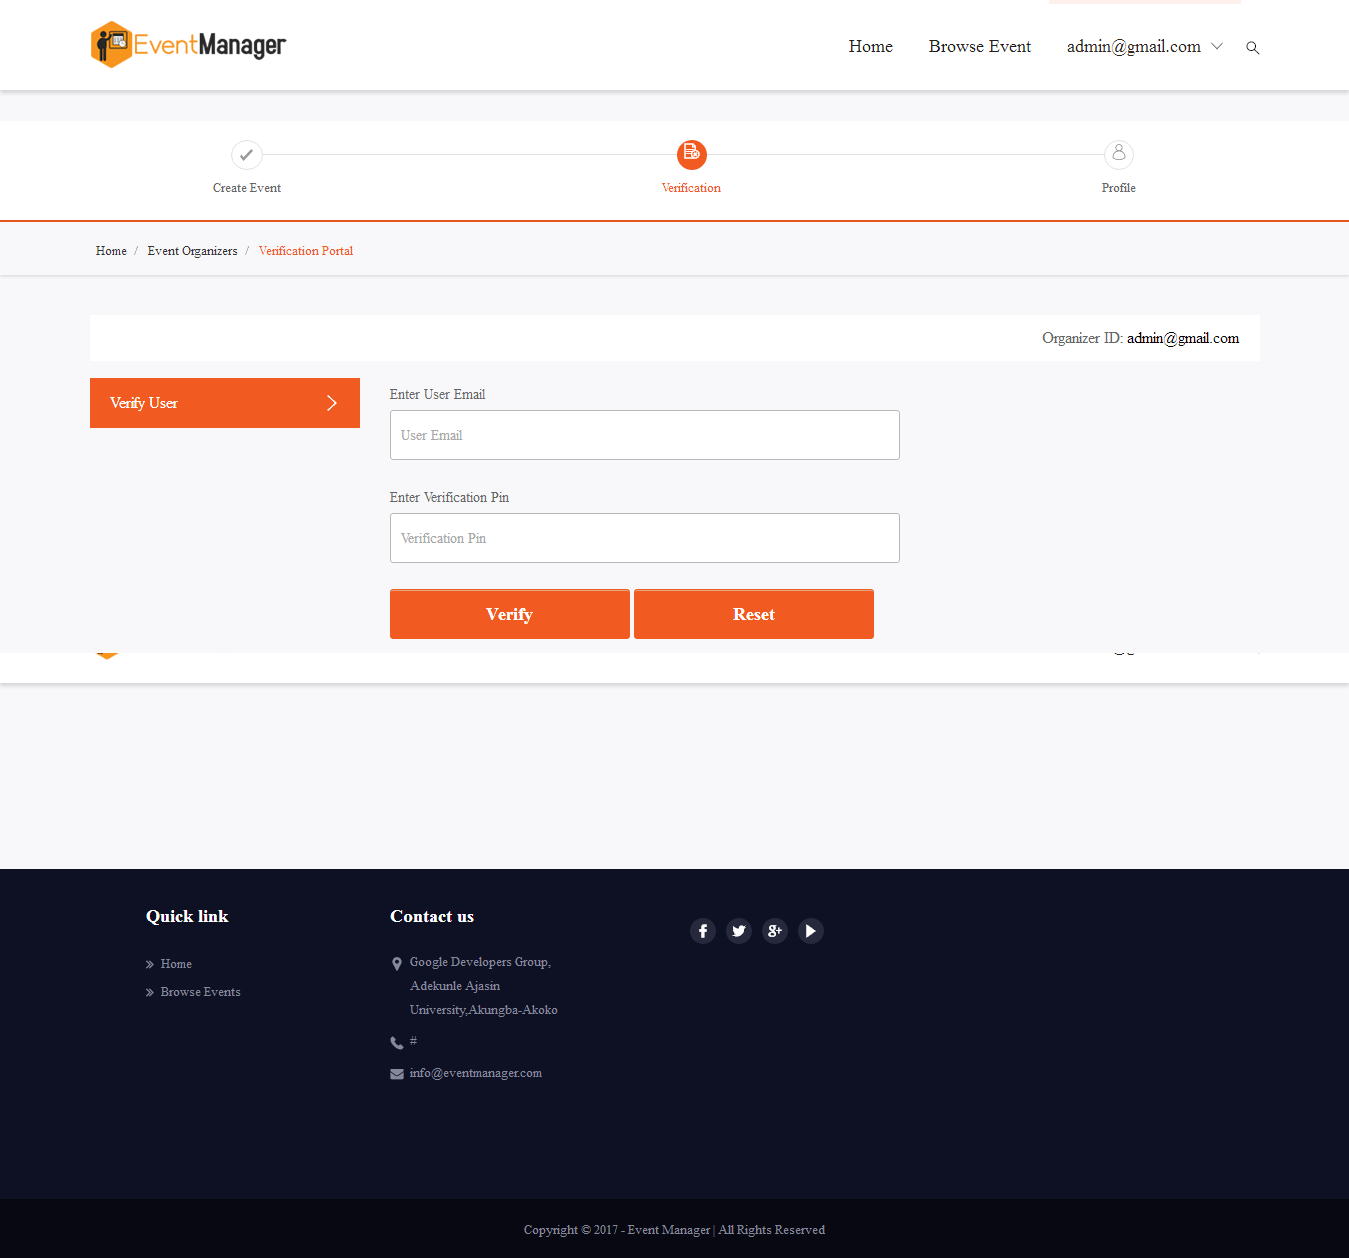 EventManager
Home
Browse Event
admin@gmail.com
Create Event
Verification
Profile
Home / Event Organizers / Verification Portal
Organizer ID: admin@gmail.com
Verify User
Enter User Email
User Email
Enter Verification Pin
Verification Pin
Verify
Reset
Quick link
Home
Browse Events
Contact us
Google Developers Group,
Adekunle Ajasin
University,Akungba-Akoko
#
info@eventmanager.com
Copyright © 2017 - Event Manager | All Rights Reserved